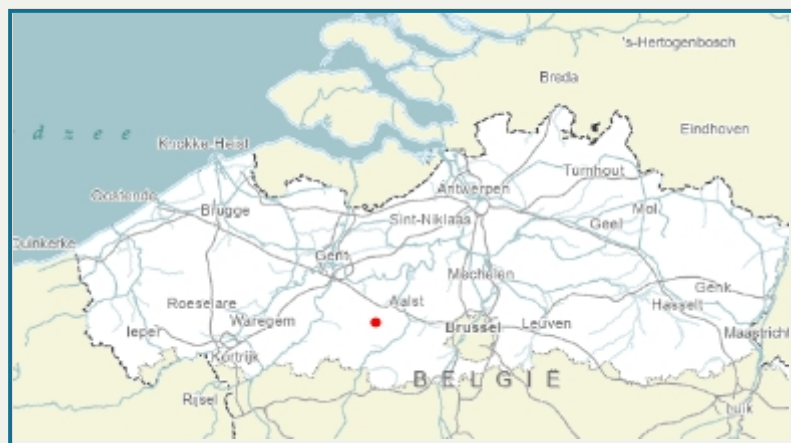 's-Hertogenbosch
Breda
Eindhoven
dzee
Knokke-Heist
Turnhout
Antwerpen
Oostende
Mol
Brugge
Sint-Niklaas
Geel
Duinkerke
Gent
Mechelen
Genk
Roeselare
Aalst
Hasselt
Ieper
Waregem
Brussel
Leuven
Maastricht
Kortrijk
BELGIË
Rijsel
Luik